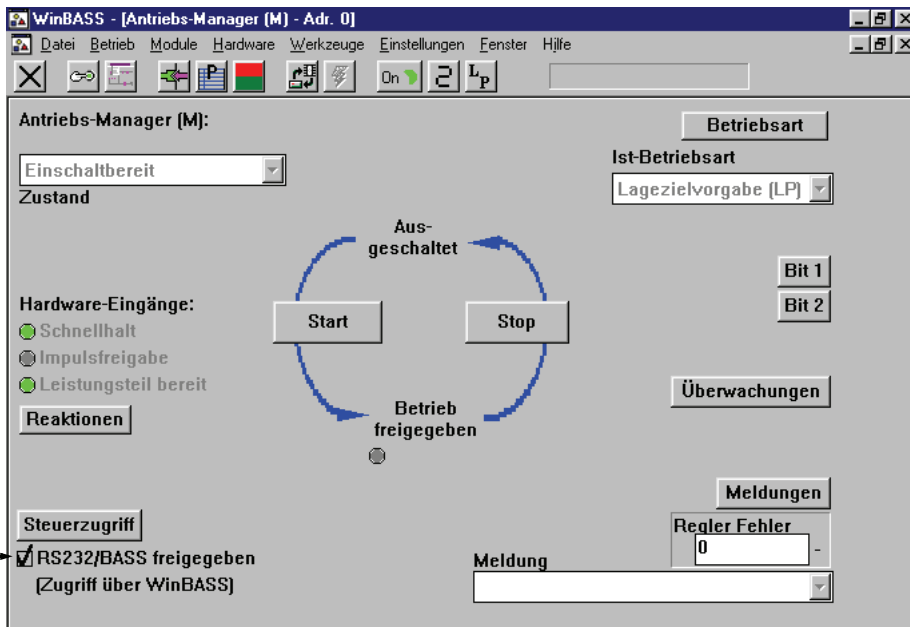 WinBASS - [Antriebs-Manager (M) - Adr. 0]
Datei Betrieb Module Hardware Werkzeuge Einstellungen Fenster Hilfe
P On 2 L P
Antriebs-Manager (M):
Betriebsart
Einschaltbereit
Zustand
Ist-Betriebsart
Lagezielvorgabe (LP)
Aus-
geschaltet
Bit 1
Bit 2
Hardware-Eingänge:
Schnellhalt
Impulsfreigabe
Leistungsteil bereit
Start
Stop
Reaktionen
Betrieb
freigegeben
Überwachungen
Meldungen
Steuerzugriff
RS232/BASS freigegeben
(Zugriff über WinBASS)
Regler Fehler
0 -
Meldung